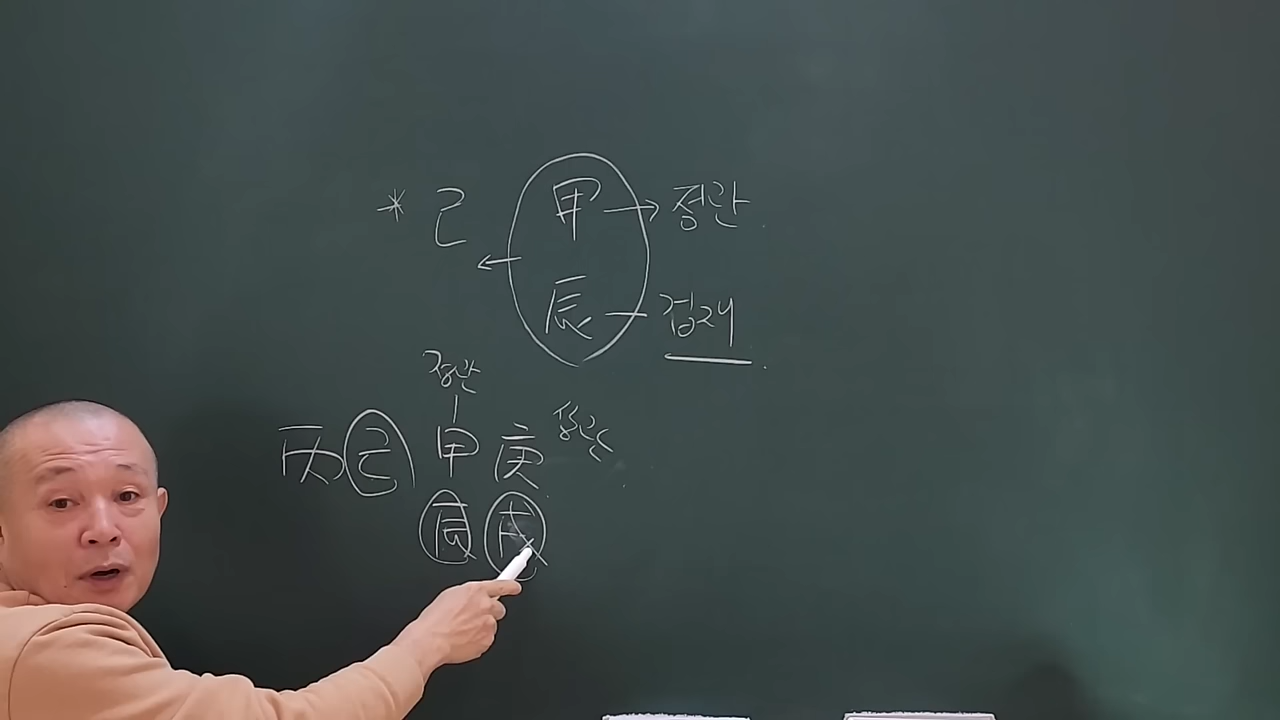 * 己 甲 → 정관
← 辰 겁재
정관
丙 己 甲 庚
辰 戌